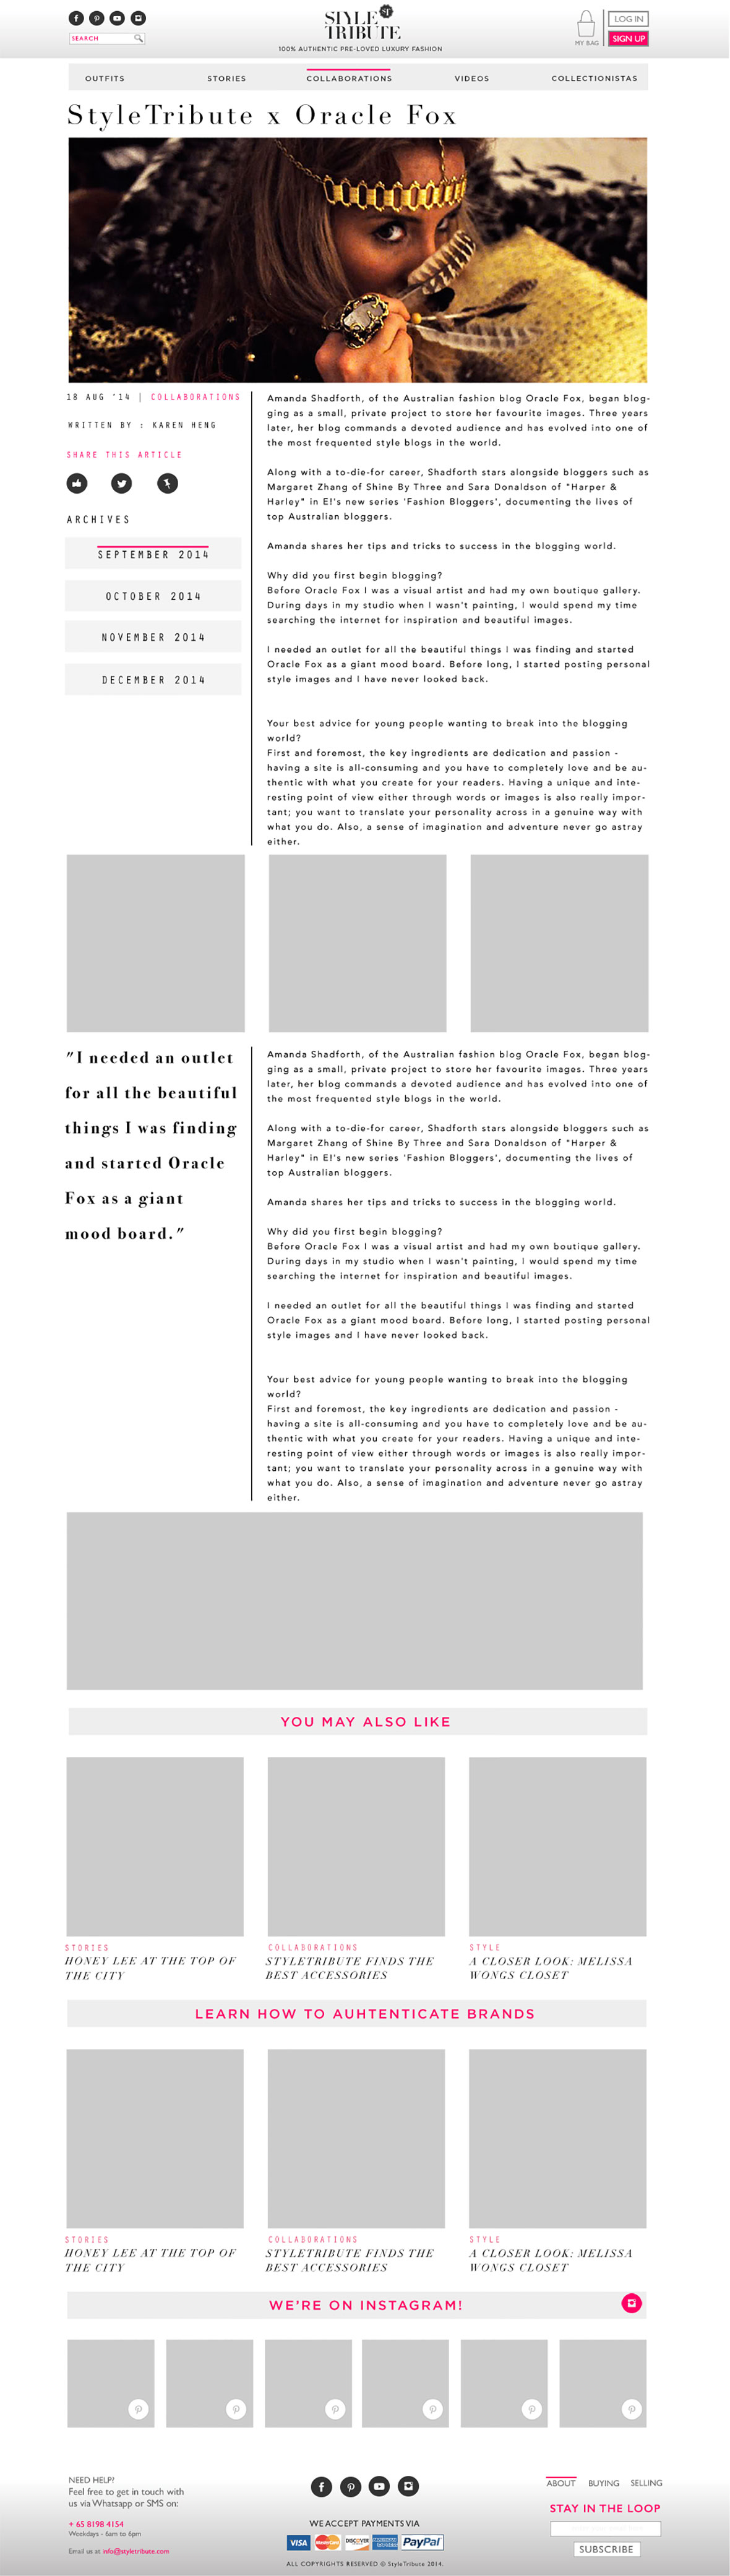 SEARCH
STYLE ST
TRIBUTE
100% AUTHENTIC PRE-LOVED LUXURY FASHION
MY BAG
LOG IN
SIGN UP
OUTFITS STORIES COLLABORATIONS VIDEOS COLLECTIONISTAS
StyleTribute x Oracle Fox
18 AUG '14 | COLLABORATIONS
WRITTEN BY : KAREN HENG
SHARE THIS ARTICLE
ARCHIVES
SEPTEMBER 2014
OCTOBER 2014
NOVEMBER 2014
DECEMBER 2014
Amanda Shadforth, of the Australian fashion blog Oracle Fox, began blog-
ging as a small, private project to store her favourite images. Three years
later, her blog commands a devoted audience and has evolved into one of
the most frequented style blogs in the world.
Along with a to-die-for career, Shadforth stars alongside bloggers such as
Margaret Zhang of Shine By Three and Sara Donaldson of "Harper &
Harley" in E!'s new series 'Fashion Bloggers', documenting the lives of
top Australian bloggers.
Amanda shares her tips and tricks to success in the blogging world.
Why did you first begin blogging?
Before Oracle Fox I was a visual artist and had my own boutique gallery.
During days in my studio when I wasn't painting, I would spend my time
searching the internet for inspiration and beautiful images.
I needed an outlet for all the beautiful things I was finding and started
Oracle Fox as a giant mood board. Before long, I started posting personal
style images and I have never looked back.
Your best advice for young people wanting to break into the blogging
world?
First and foremost, the key ingredients are dedication and passion -
having a site is all-consuming and you have to completely love and be au-
thentic with what you create for your readers. Having a unique and inte-
resting point of view either through words or images is also really impor-
tant; you want to translate your personality across in a genuine way with
what you do. Also, a sense of imagination and adventure never go astray
either.
"I needed an outlet
for all the beautiful
things I was finding
and started Oracle
Fox as a giant
mood board."
Amanda Shadforth, of the Australian fashion blog Oracle Fox, began blog-
ging as a small, private project to store her favourite images. Three years
later, her blog commands a devoted audience and has evolved into one of
the most frequented style blogs in the world.
Along with a to-die-for career, Shadforth stars alongside bloggers such as
Margaret Zhang of Shine By Three and Sara Donaldson of "Harper &
Harley" in E!'s new series 'Fashion Bloggers', documenting the lives of
top Australian bloggers.
Amanda shares her tips and tricks to success in the blogging world.
Why did you first begin blogging?
Before Oracle Fox I was a visual artist and had my own boutique gallery.
During days in my studio when I wasn't painting, I would spend my time
searching the internet for inspiration and beautiful images.
I needed an outlet for all the beautiful things I was finding and started
Oracle Fox as a giant mood board. Before long, I started posting personal
style images and I have never looked back.
Your best advice for young people wanting to break into the blogging
world?
First and foremost, the key ingredients are dedication and passion -
having a site is all-consuming and you have to completely love and be au-
thentic with what you create for your readers. Having a unique and inte-
resting point of view either through words or images is also really impor-
tant; you want to translate your personality across in a genuine way with
what you do. Also, a sense of imagination and adventure never go astray
either.
YOU MAY ALSO LIKE
STORIES
HONEY LEE AT THE TOP OF
THE CITY
COLLABORATIONS
STYLETRIBUTE FINDS THE
BEST ACCESSORIES
STYLE
A CLOSER LOOK: MELISSA
WONGS CLOSET
LEARN HOW TO AUHTENTICATE BRANDS
STORIES
HONEY LEE AT THE TOP OF
THE CITY
COLLABORATIONS
STYLETRIBUTE FINDS THE
BEST ACCESSORIES
STYLE
A CLOSER LOOK: MELISSA
WONGS CLOSET
WE'RE ON INSTAGRAM!
NEED HELP?
Feel free to get in touch with
us via Whatsapp or SMS on:
+ 65 8198 4154
Weekdays - 8am to 6pm
Email us at info@styletribute.com
WE ACCEPT PAYMENTS VIA
VISA MasterCard DISCOVER AMERICAN EXPRESS PayPal
ALL COPYRIGHTS RESERVED © StyleTribute 2014.
ABOUT BUYING SELLING
STAY IN THE LOOP
SUBSCRIBE